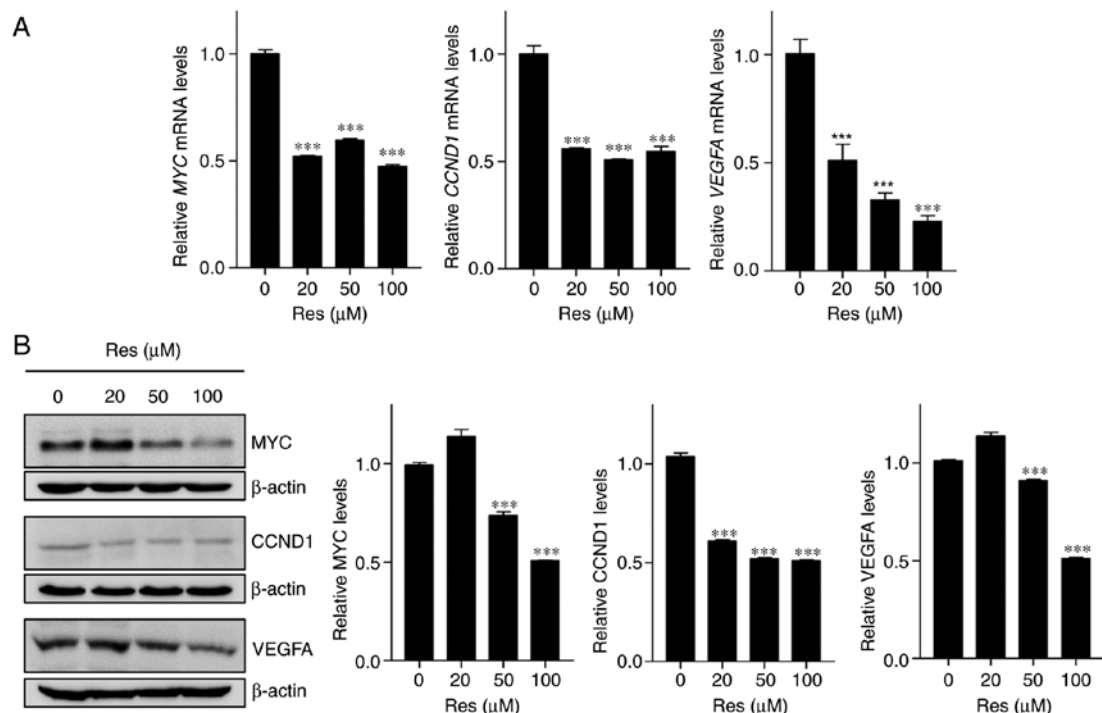 A
Relative MYC mRNA levels
1.0
0.5
0.0
***
***
***
0 20 50 100
Res (μM)
Relative CCND1 mRNA levels
1.0
0.5
0.0
***
***
***
0 20 50 100
Res (μM)
Relative VEGFA mRNA levels
1.0
0.5
0.0
***
***
***
0 20 50 100
Res (μM)
B
Res (μM)
0 20 50 100
MYC
β-actin
CCND1
β-actin
VEGFA
β-actin
Relative MYC levels
1.0
0.5
0.0
***
***
0 20 50 100
Res (μM)
Relative CCND1 levels
1.0
0.5
0.0
***
***
***
0 20 50 100
Res (μM)
Relative VEGFA levels
1.0
0.5
0.0
***
***
0 20 50 100
Res (μM)